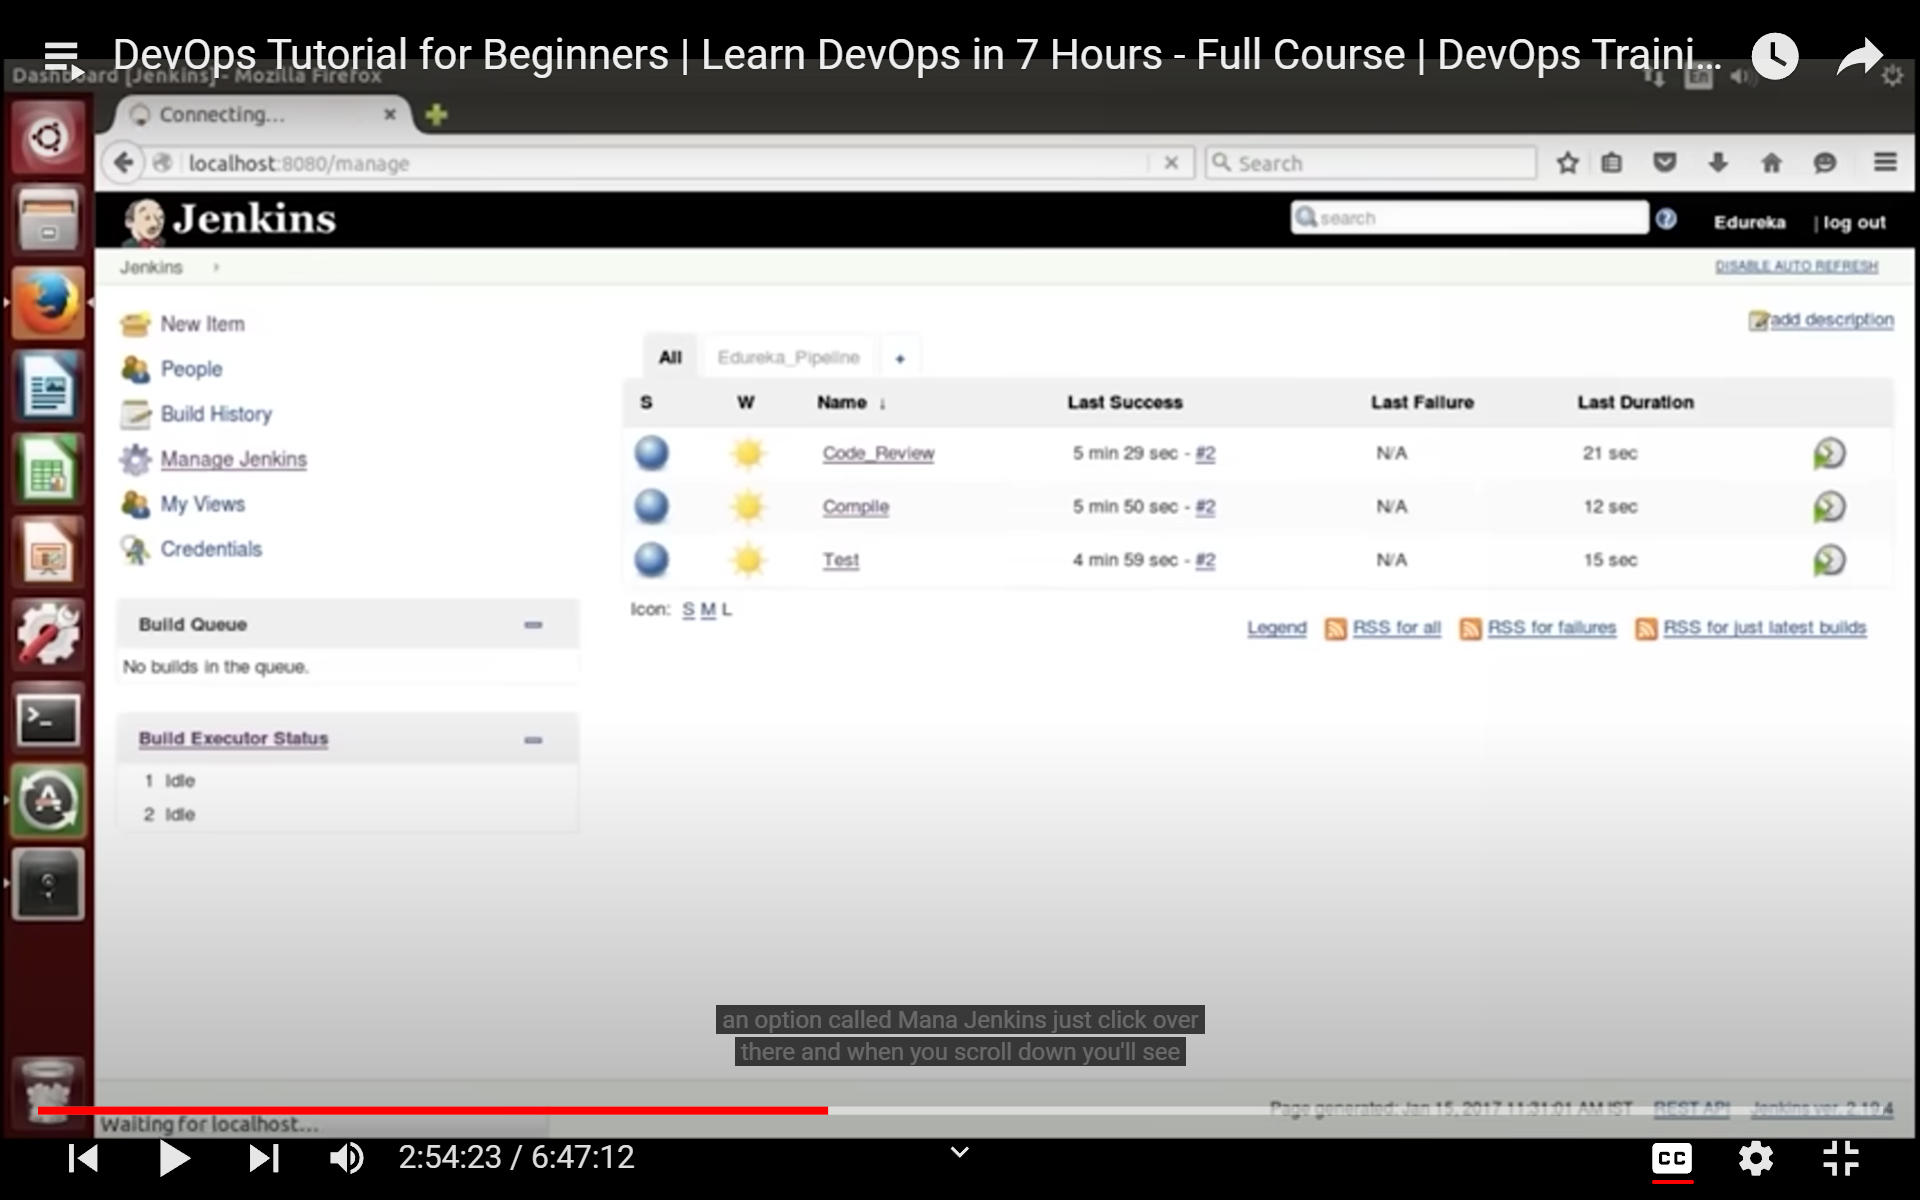 DevOps Tutorial for Beginners | Learn DevOps in 7 Hours - Full Course | DevOps Traini...
Dashboard [Jenkins] - Mozilla Firefox
En
Connecting...
localhost:8080/manage
Search
Jenkins
search
Edureka
| log out
Jenkins
DISABLE AUTO REFRESH
New Item
People
Build History
Manage Jenkins
My Views
Credentials
add description
All Edureka_Pipeline +
S W Name ↓ Last Success Last Failure Last Duration
Code_Review 5 min 29 sec - #2 N/A 21 sec
Compile 5 min 50 sec - #2 N/A 12 sec
Test 4 min 59 sec - #2 N/A 15 sec
Icon: S M L
Legend RSS for all RSS for failures RSS for just latest builds
Build Queue
No builds in the queue.
Build Executor Status
1 Idle
2 Idle
an option called Mana Jenkins just click over
there and when you scroll down you'll see
Page generated: Jan 15, 2017 11:31:01 AM IST REST API Jenkins ver. 2.19.4
Waiting for localhost...
2:54:23 / 6:47:12
CC